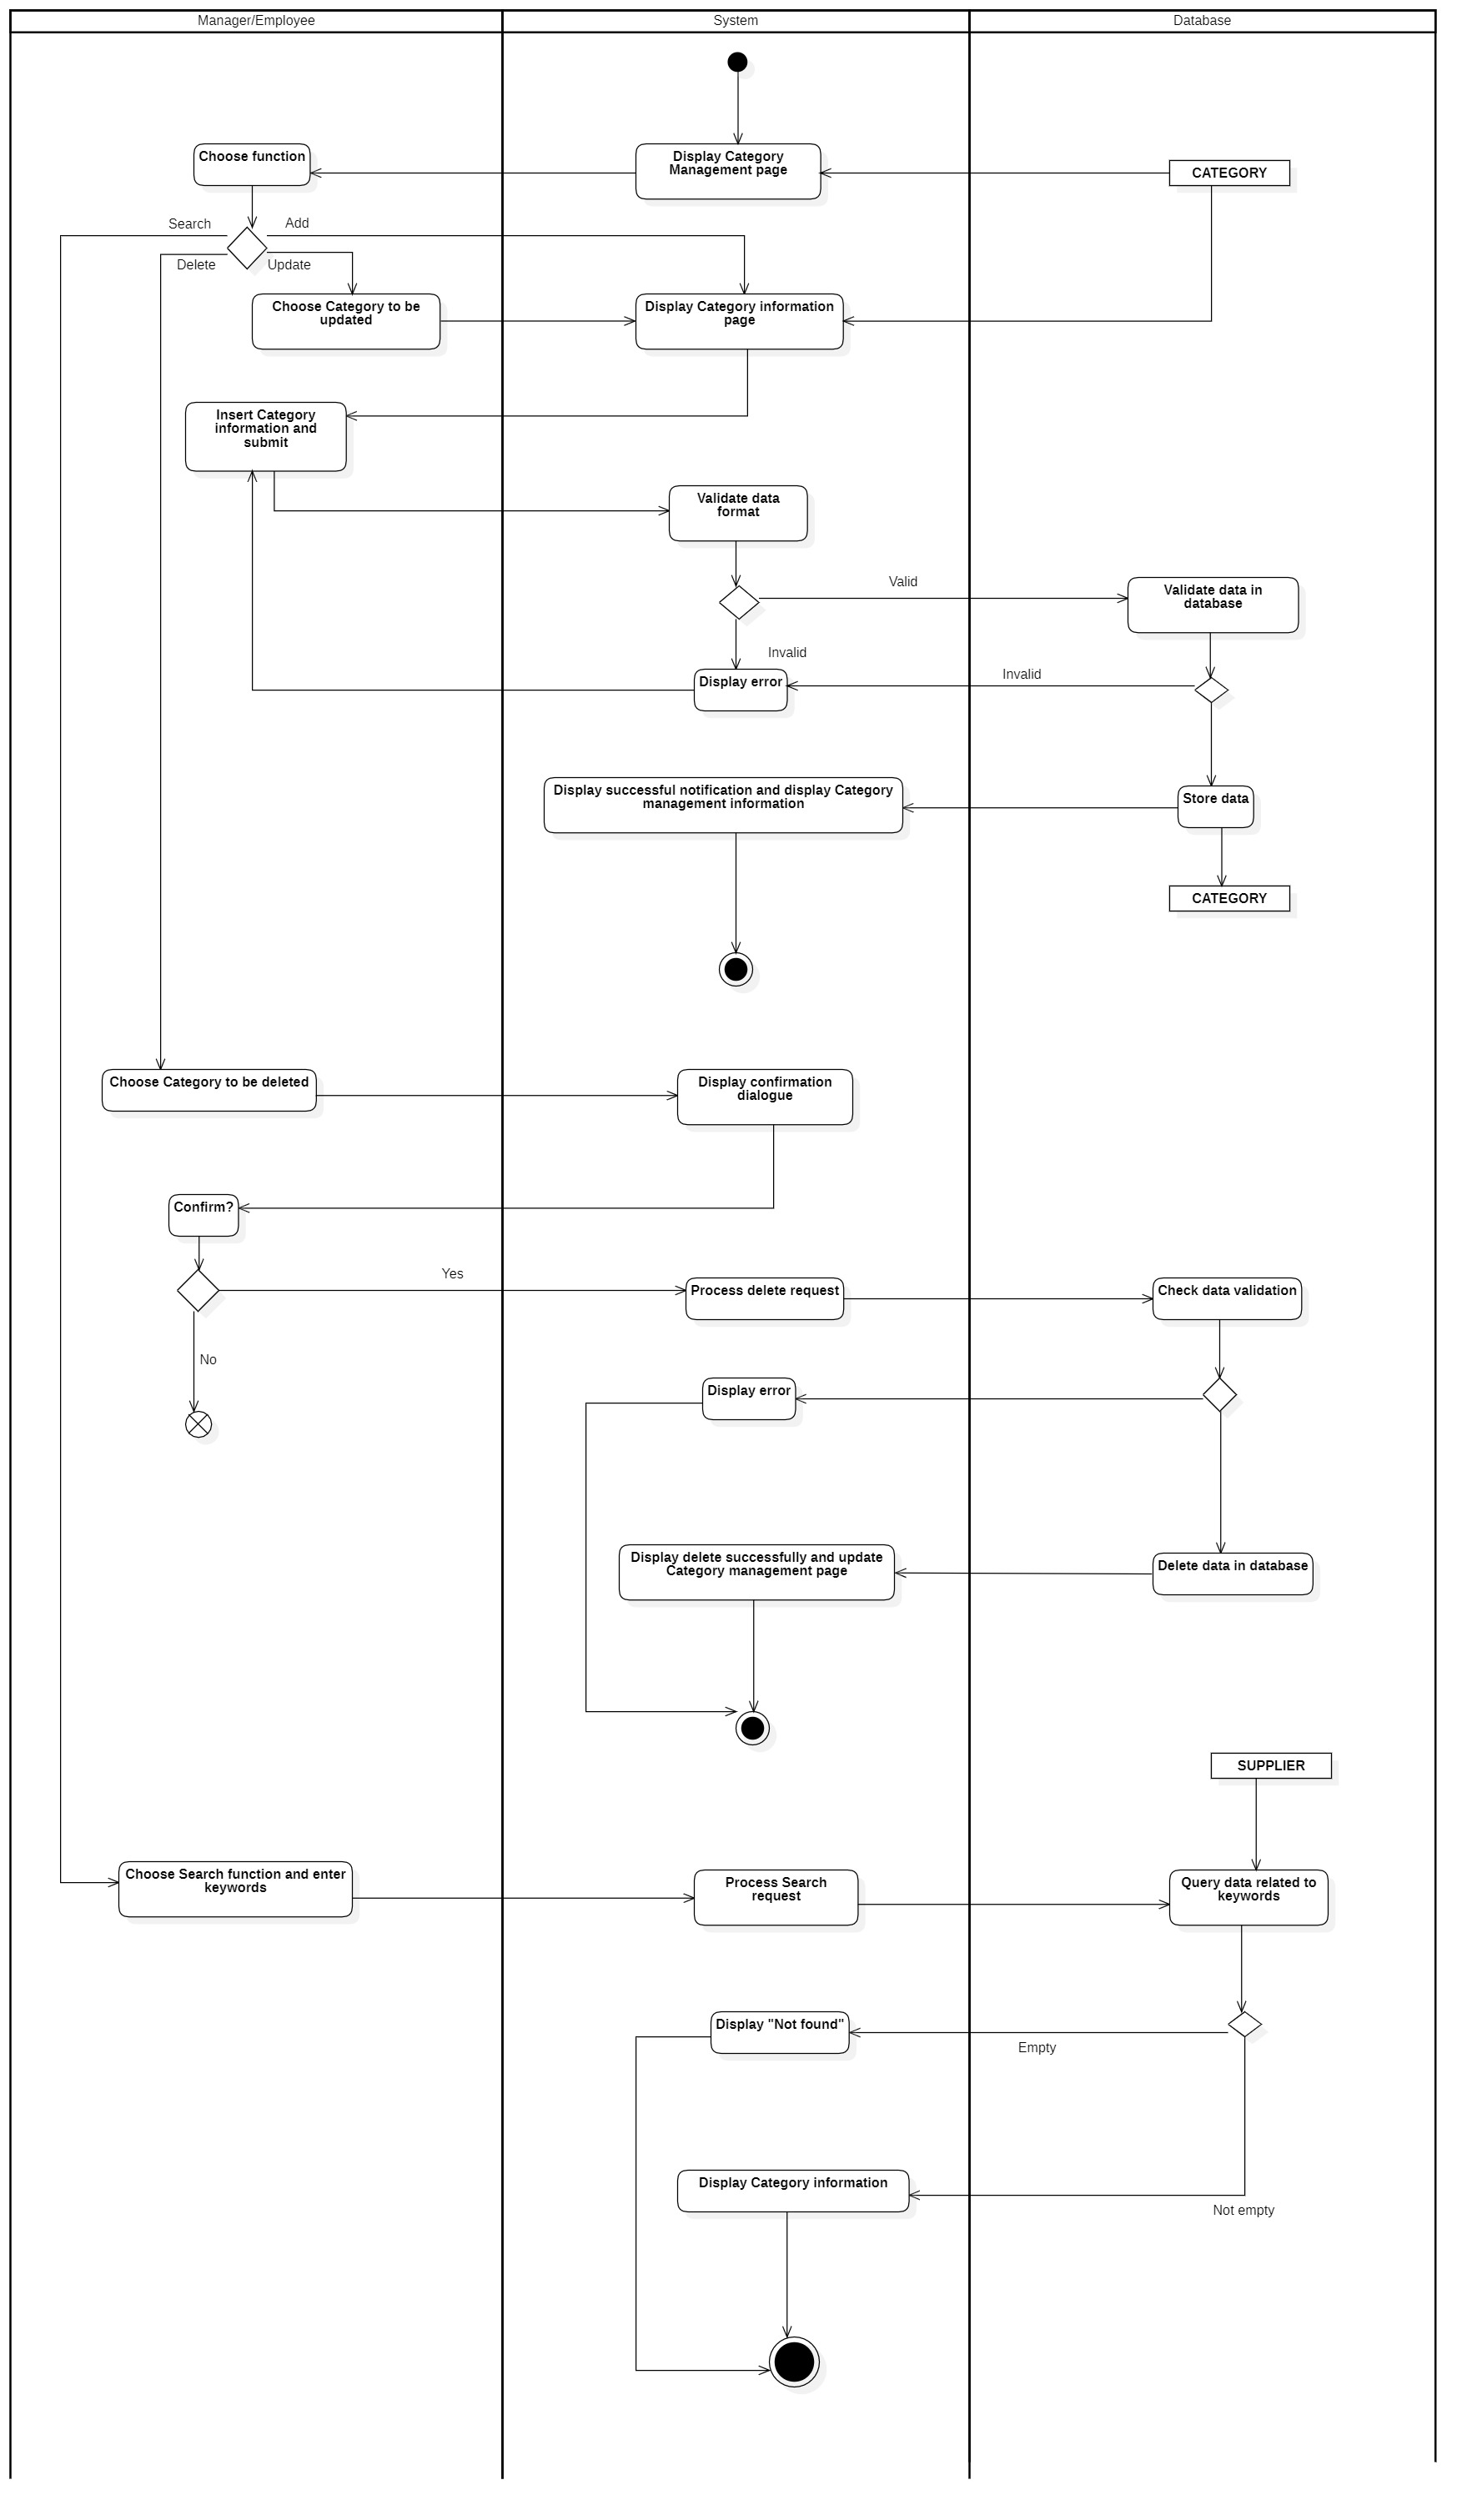 Manager/Employee
System
Database
Choose function
Display Category
Management page
CATEGORY
Search
Add
Delete
Update
Choose Category to be
updated
Display Category information
page
Insert Category
information and
submit
Validate data
format
Valid
Validate data in
database
Invalid
Invalid
Display error
Display successful notification and display Category
management information
Store data
CATEGORY
Choose Category to be deleted
Display confirmation
dialogue
Confirm?
Yes
Process delete request
Check data validation
No
Display error
Display delete successfully and update
Category management page
Delete data in database
SUPPLIER
Choose Search function and enter
keywords
Process Search
request
Query data related to
keywords
Display "Not found"
Empty
Display Category information
Not empty